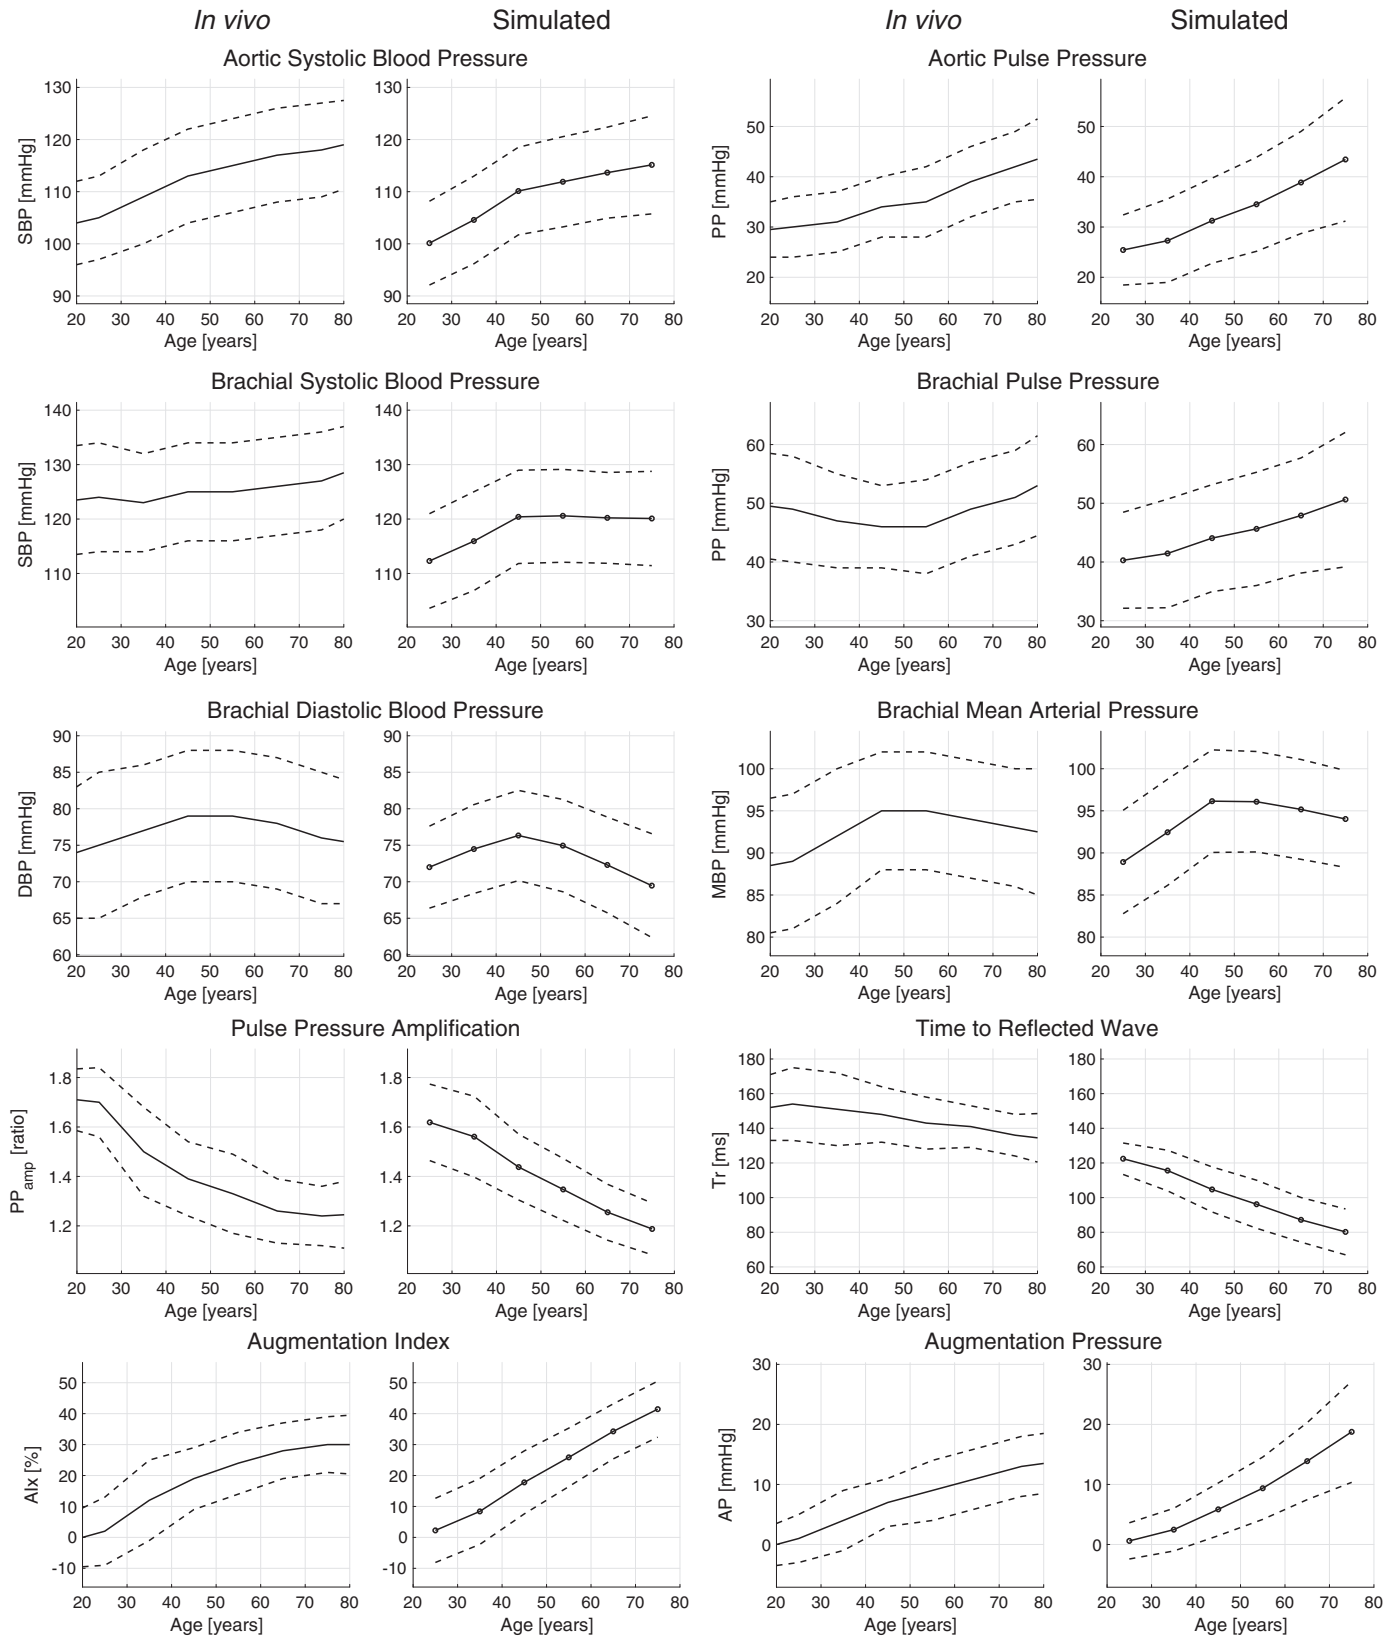 In vivo Simulated In vivo Simulated
Aortic Systolic Blood Pressure
SBP [mmHg]
130
120
110
100
90
20 30 40 50 60 70 80
Age [years]
130
120
110
100
90
20 30 40 50 60 70 80
Age [years]
Aortic Pulse Pressure
PP [mmHg]
50
40
30
20
20 30 40 50 60 70 80
Age [years]
50
40
30
20
20 30 40 50 60 70 80
Age [years]
Brachial Systolic Blood Pressure
SBP [mmHg]
140
130
120
110
20 30 40 50 60 70 80
Age [years]
140
130
120
110
20 30 40 50 60 70 80
Age [years]
Brachial Pulse Pressure
PP [mmHg]
60
50
40
30
20 30 40 50 60 70 80
Age [years]
60
50
40
30
20 30 40 50 60 70 80
Age [years]
Brachial Diastolic Blood Pressure
DBP [mmHg]
90
85
80
75
70
65
60
20 30 40 50 60 70 80
Age [years]
90
85
80
75
70
65
60
20 30 40 50 60 70 80
Age [years]
Brachial Mean Arterial Pressure
MBP [mmHg]
100
95
90
85
80
20 30 40 50 60 70 80
Age [years]
100
95
90
85
80
20 30 40 50 60 70 80
Age [years]
Pulse Pressure Amplification
PPamp [ratio]
1.8
1.6
1.4
1.2
20 30 40 50 60 70 80
Age [years]
1.8
1.6
1.4
1.2
20 30 40 50 60 70 80
Age [years]
Time to Reflected Wave
Tr [ms]
180
160
140
120
100
80
60
20 30 40 50 60 70 80
Age [years]
180
160
140
120
100
80
60
20 30 40 50 60 70 80
Age [years]
Augmentation Index
AIx [%]
50
40
30
20
10
0
-10
20 30 40 50 60 70 80
Age [years]
50
40
30
20
10
0
-10
20 30 40 50 60 70 80
Age [years]
Augmentation Pressure
AP [mmHg]
30
20
10
0
20 30 40 50 60 70 80
Age [years]
30
20
10
0
20 30 40 50 60 70 80
Age [years]